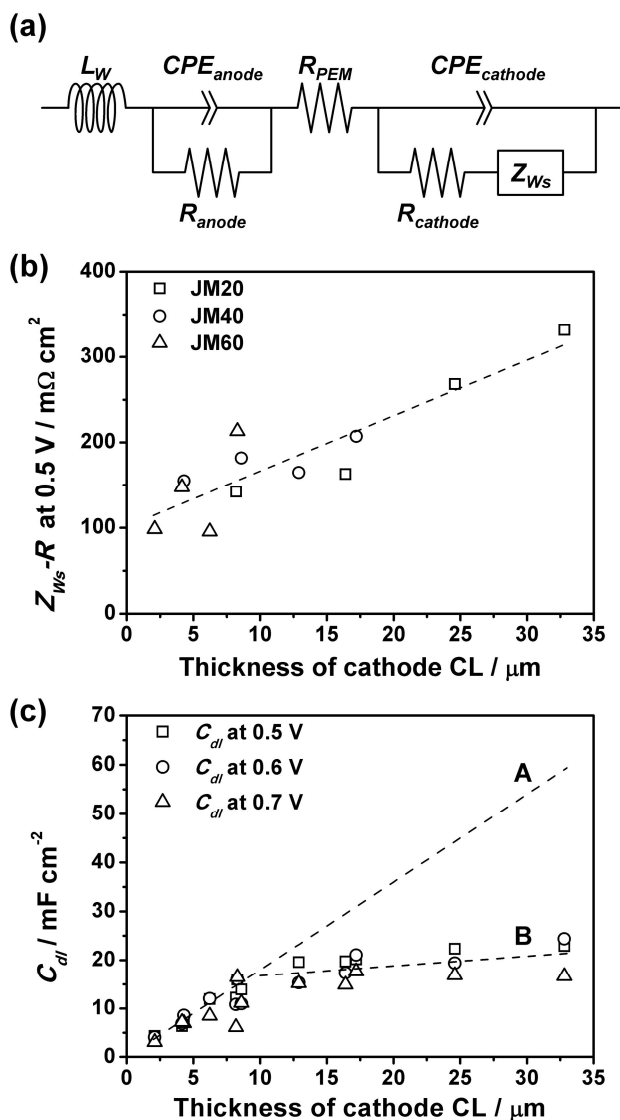 (a)
L_W CPE_anode R_PEM CPE_cathode
R_anode R_cathode Z_Ws
(b)
Z_Ws-R at 0.5 V / mΩ cm²
400
300
200
100
0
JM20
JM40
JM60
0 5 10 15 20 25 30 35
Thickness of cathode CL / μm
(c)
C_dl / mF cm⁻²
70
60
50
40
30
20
10
0
C_dl at 0.5 V
C_dl at 0.6 V
C_dl at 0.7 V
A
B
0 5 10 15 20 25 30 35
Thickness of cathode CL / μm